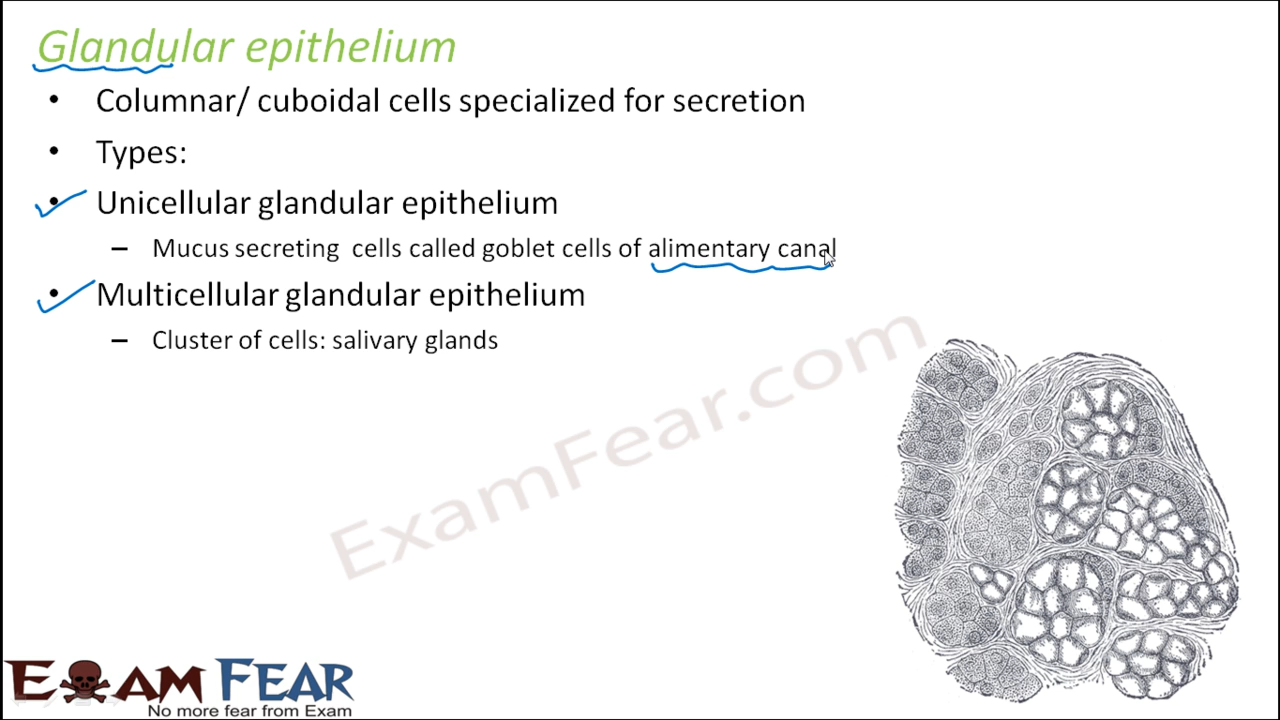 Glandular epithelium
• Columnar/ cuboidal cells specialized for secretion
• Types:
• Unicellular glandular epithelium
– Mucus secreting cells called goblet cells of alimentary canal
• Multicellular glandular epithelium
– Cluster of cells: salivary glands
ExamFear.com
EXAM FEAR
No more fear from Exam